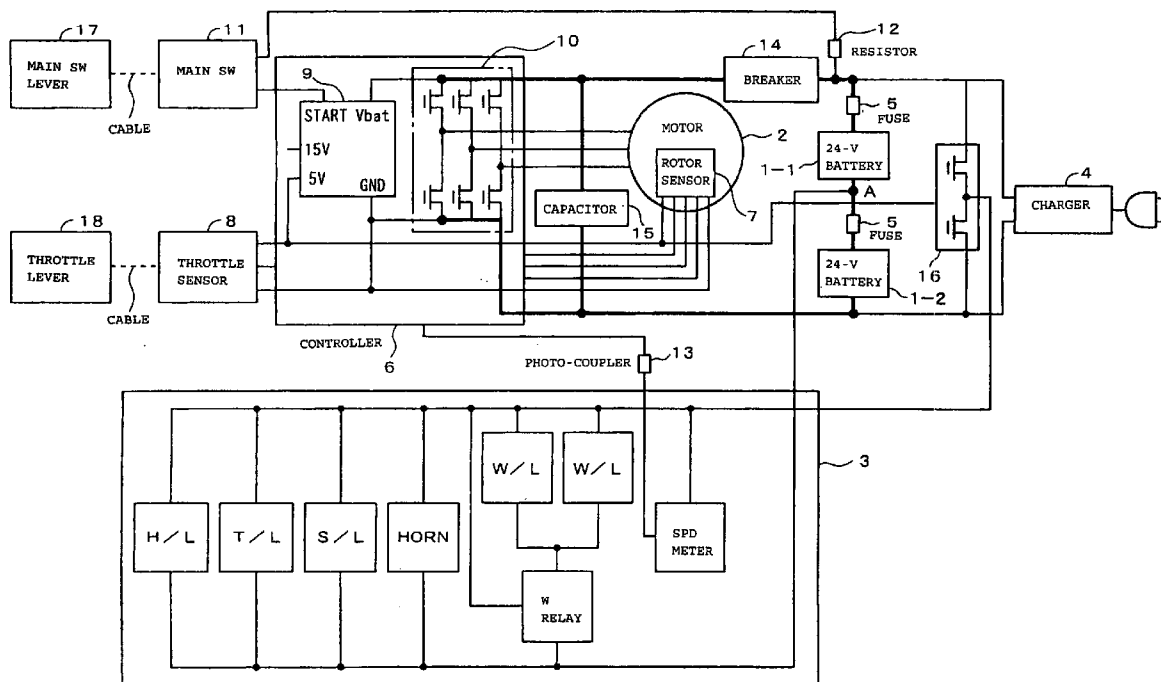 17
MAIN SW
LEVER
CABLE
11
MAIN SW
10
9
START Vbat
15V
5V
GND
12
RESISTOR
14
BREAKER
5
FUSE
24-V
BATTERY
1-1
A
5
FUSE
24-V
BATTERY
1-2
MOTOR
2
ROTOR
SENSOR
7
CAPACITOR
15
16
4
CHARGER
18
THROTTLE
LEVER
CABLE
8
THROTTLE
SENSOR
CONTROLLER
6
PHOTO-COUPLER
13
3
H/L
T/L
S/L
HORN
W/L
W/L
W
RELAY
SPD
METER